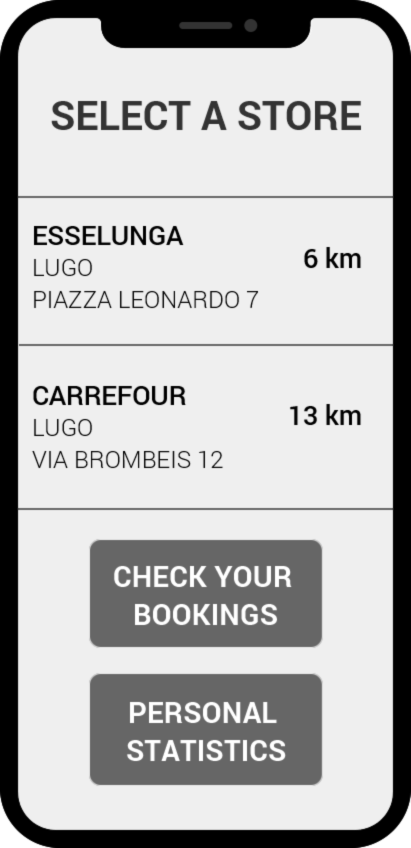 SELECT A STORE
ESSELUNGA
LUGO
PIAZZA LEONARDO 7
6 km
CARREFOUR
LUGO
VIA BROMBEIS 12
13 km
CHECK YOUR
BOOKINGS
PERSONAL
STATISTICS